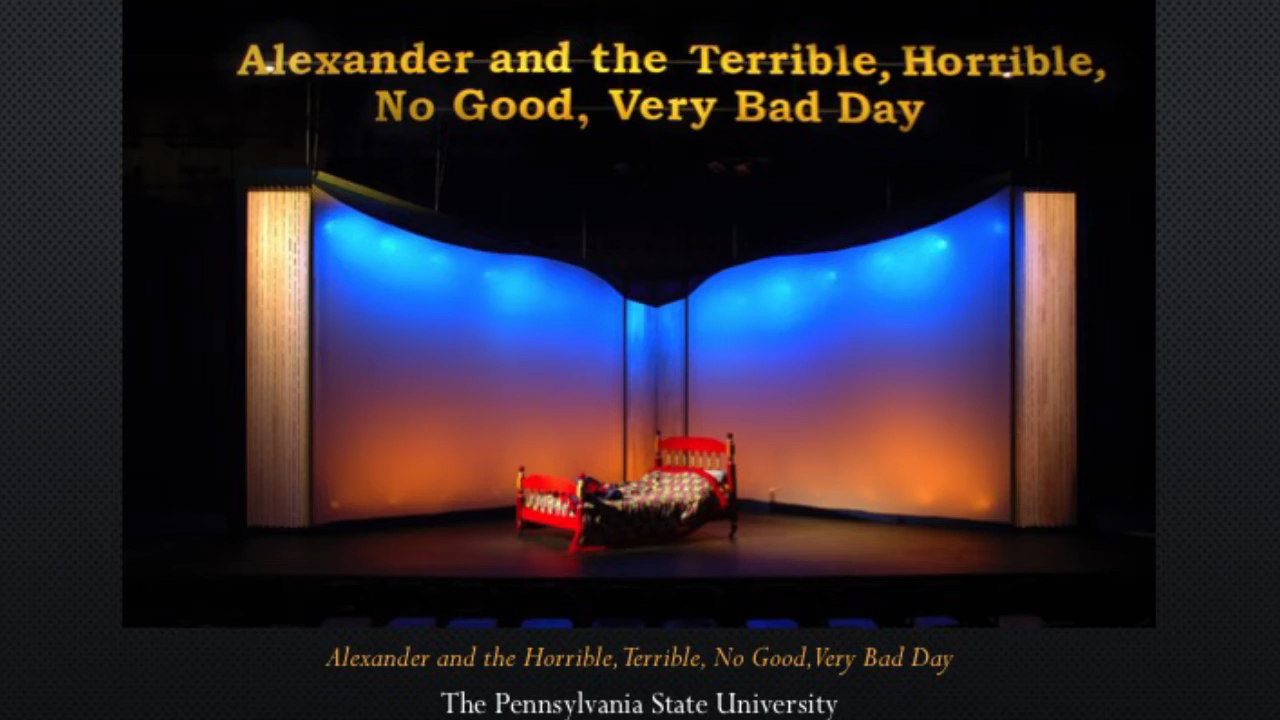 Alexander and the Terrible, Horrible,
No Good, Very Bad Day
Alexander and the Horrible, Terrible, No Good, Very Bad Day
The Pennsylvania State University